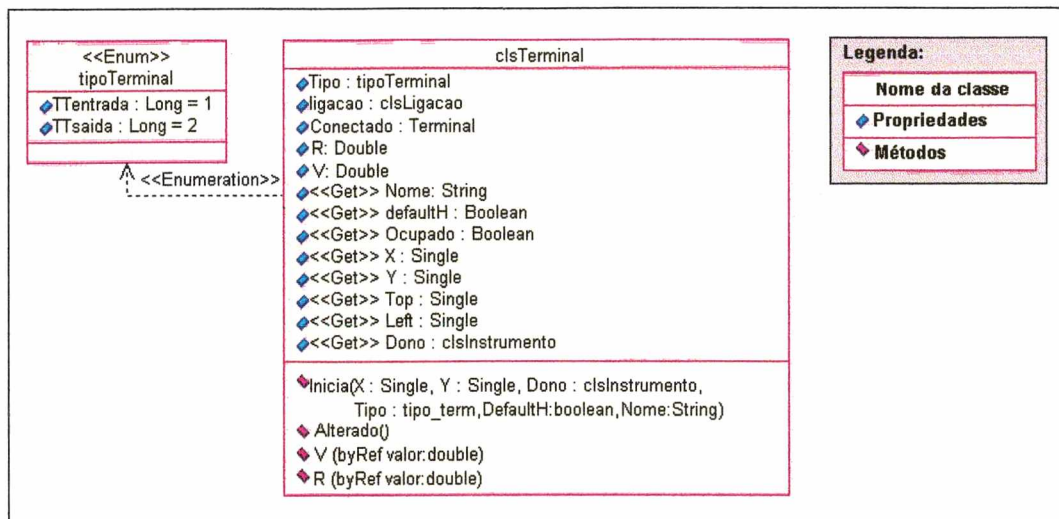 <<Enum>>
tipoTerminal
TTentrada : Long = 1
TTsaida : Long = 2
<<Enumeration>>
clsTerminal
Tipo : tipoTerminal
ligacao : clsLigacao
Conectado : Terminal
R: Double
V: Double
<<Get>> Nome: String
<<Get>> defaultH : Boolean
<<Get>> Ocupado : Boolean
<<Get>> X : Single
<<Get>> Y : Single
<<Get>> Top : Single
<<Get>> Left : Single
<<Get>> Dono : clsInstrumento
Inicia(X : Single, Y : Single, Dono : clsInstrumento,
Tipo : tipo_term,DefaultH:boolean,Nome:String)
Alterado()
V (byRef valor:double)
R (byRef valor:double)
Legenda:
Nome da classe
Propriedades
Métodos